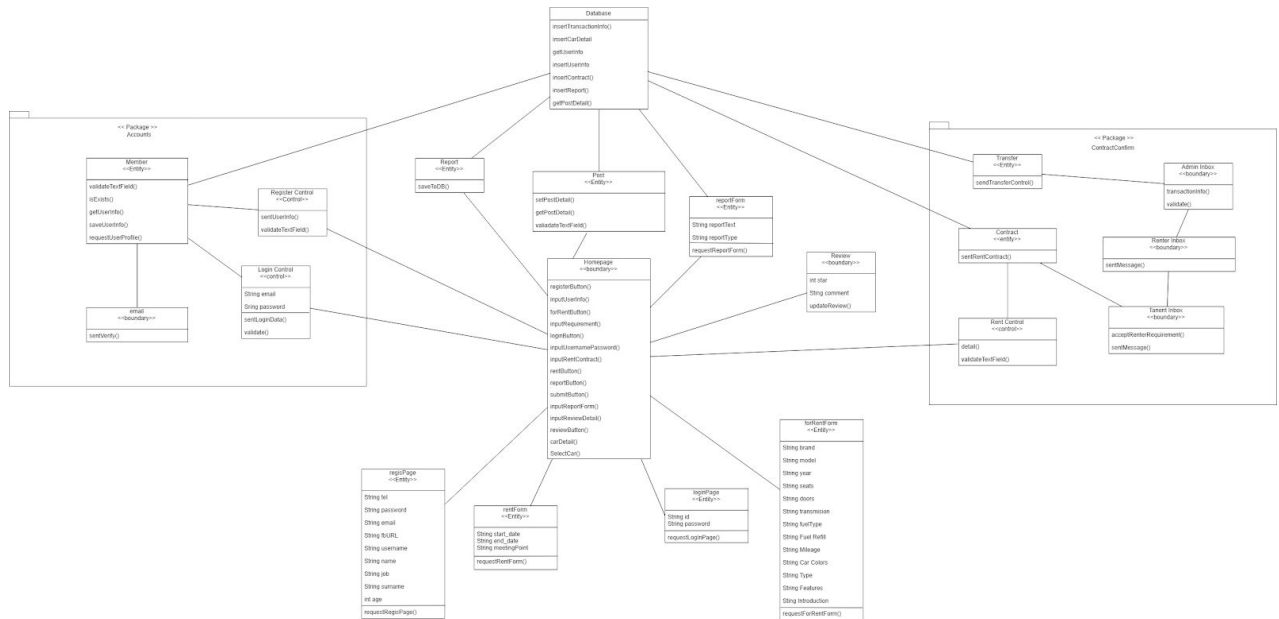 Database
insertTransactionInfo()
insertCarDetail
getUserInfo
insertUserInfo
insertContract()
insertReport()
getPostDetail()
<< Package >>
Accounts
Member
<<Entity>>
validateTextField()
isExists()
getUserInfo()
saveUserInfo()
requestUserProfile()
Register Control
<<Control>>
sentUserInfo()
validateTextField()
Login Control
<<control>>
String email
Sring password
sentLoginData()
validate()
email
<<boundary>>
sentVerify()
Report
<<Entity>>
saveToDB()
Post
<<Entity>>
setPostDetail()
getPostDetail()
valiadateTextField()
reportForm
<<Entity>>
String reportText
String reportType
requestReportForm()
Homepage
<<boundary>>
registerButton()
inputUserInfo()
forRentButton()
inputRequirement()
loginButton()
inputUsernamePassword()
inputRentContract()
rentButton()
reportButton()
submitButton()
inputReportForm()
inputReviewDetail()
reviewButton()
carDetail()
SelectCar()
Review
<<boundary>>
int star
String comment
updateReview()
<< Package >>
ContractConfirm
Transfer
<<Entity>>
sendTransferControl()
Admin Inbox
<<boundary>>
transactionInfo()
validate()
Contract
<<entity>>
sentRentContract()
Renter Inbox
<<boundary>>
sentMessage()
Rent Control
<<control>>
detail()
validateTextField()
Tanent Inbox
<<boundary>>
acceptRenterRequirement()
sentMessage()
regisPage
<<Entity>>
String tel
String password
String email
String fbURL
String username
String name
String job
String surname
int age
requestRegisPage()
rentForm
<<Entity>>
String start_date
String end_date
String meetingPoint
requestRentForm()
loginPage
<<Entity>>
String id
String password
requestLoginPage()
forRentForm
<<Entity>>
String brand
String model
String year
String seats
String doors
String transmision
String fuelType
String Fuel Refill
String Mileage
String Car Colors
String Type
String Features
Sting Introduction
requestForRentForm()